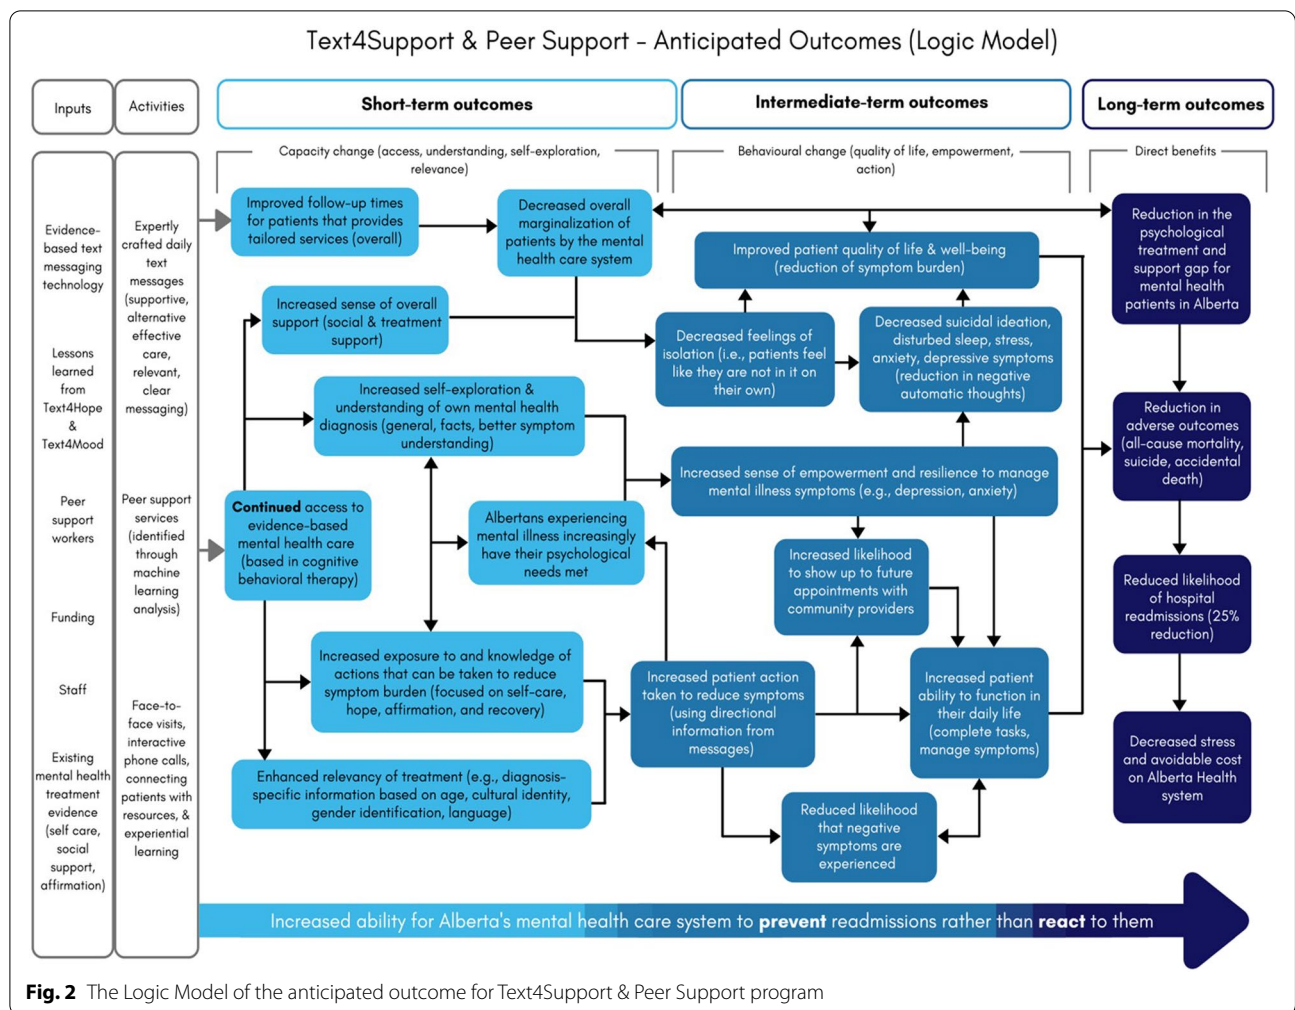 Text4Support & Peer Support - Anticipated Outcomes (Logic Model)
Inputs
Activities
Short-term outcomes
Intermediate-term outcomes
Long-term outcomes
Capacity change (access, understanding, self-exploration,
relevance)
Behavioural change (quality of life, empowerment,
action)
Direct benefits
Evidence-
based text
messaging
technology
Lessons
learned
from
Text4Hope
&
Text4Mood
Peer
support
workers
Funding
Staff
Existing
mental health
treatment
evidence
(self care,
social
support,
affirmation)
Expertly
crafted daily
text
messages
(supportive,
alternative
effective
care,
relevant,
clear
messaging)
Peer support
services
(identified
through
machine
learning
analysis)
Face-to-
face visits,
interactive
phone calls,
connecting
patients with
resources, &
experiential
learning
Improved follow-up times
for patients that provides
tailored services (overall)
Decreased overall
marginalization of
patients by the mental
health care system
Increased sense of overall
support (social & treatment
support)
Increased self-exploration &
understanding of own mental health
diagnosis (general, facts, better symptom
understanding)
Continued access to
evidence-based
mental health care
(based in cognitive
behavioral therapy)
Albertans experiencing
mental illness increasingly
have their psychological
needs met
Increased exposure to and knowledge of
actions that can be taken to reduce
symptom burden (focused on self-care,
hope, affirmation, and recovery)
Enhanced relevancy of treatment (e.g., diagnosis-
specific information based on age, cultural identity,
gender identification, language)
Improved patient quality of life & well-being
(reduction of symptom burden)
Decreased feelings of
isolation (i.e., patients feel
like they are not in it on
their own)
Decreased suicidal ideation,
disturbed sleep, stress,
anxiety, depressive symptoms
(reduction in negative
automatic thoughts)
Increased sense of empowerment and resilience to manage
mental illness symptoms (e.g., depression, anxiety)
Increased likelihood
to show up to future
appointments with
community providers
Increased patient action
taken to reduce symptoms
(using directional
information from
messages)
Increased patient
ability to function in
their daily life
(complete tasks,
manage symptoms)
Reduced likelihood
that negative
symptoms are
experienced
Reduction in the
psychological
treatment and
support gap for
mental health
patients in Alberta
Reduction in
adverse outcomes
(all-cause mortality,
suicide, accidental
death)
Reduced likelihood
of hospital
readmissions (25%
reduction)
Decreased stress
and avoidable cost
on Alberta Health
system
Increased ability for Alberta's mental health care system to prevent readmissions rather than react to them
Fig. 2 The Logic Model of the anticipated outcome for Text4Support & Peer Support program